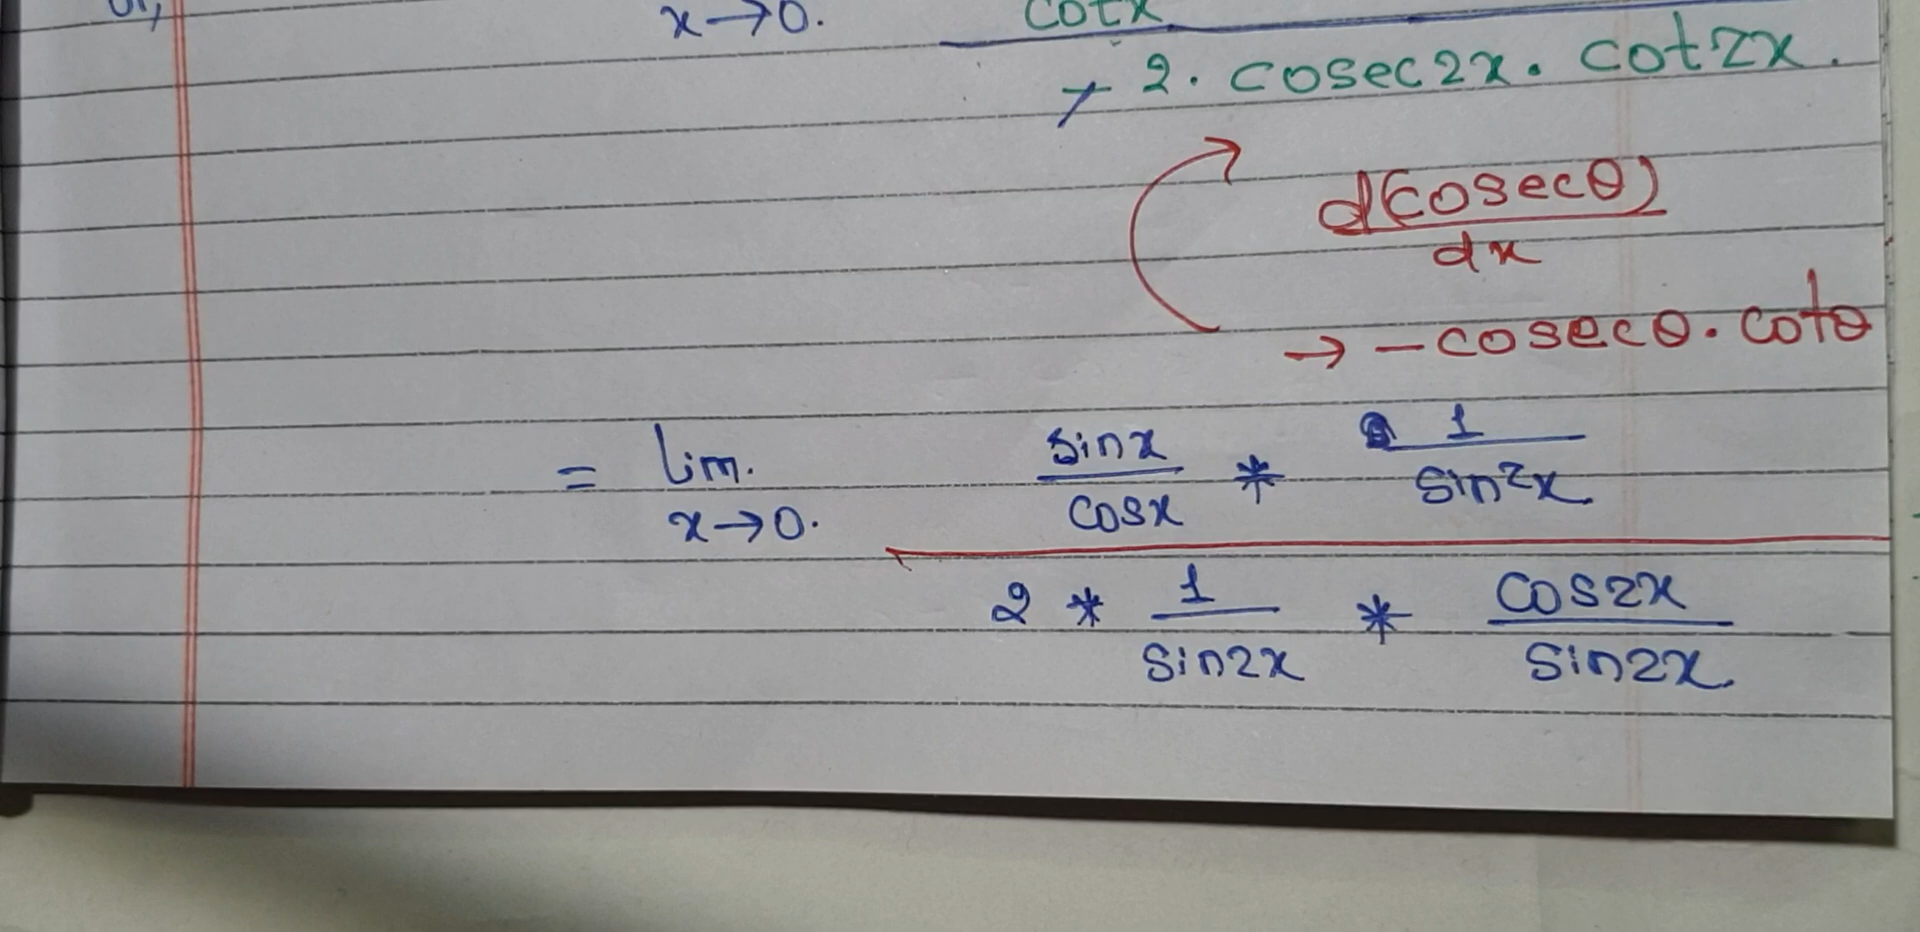 or,
x→0. cotx
+ 2. cosec2x. cot2x.
d(cosecθ)
dx
→ -cosecθ. cotθ
= lim. sinx * 1
x→0. cosx sin²x
2 * 1 * cos2x
sin2x sin2x